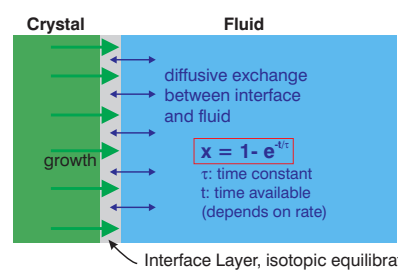 Crystal
Fluid
diffusive exchange
between interface
and fluid
growth
x = 1- e^-t/τ
τ: time constant
t: time available
(depends on rate)
Interface Layer, isotopic equilibra